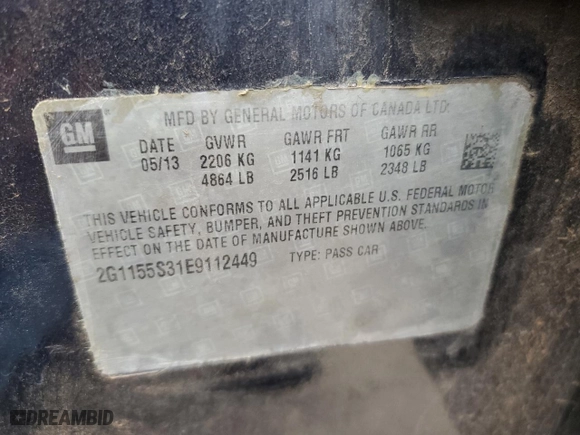 MFD BY GENERAL MOTORS OF CANADA LTD.
GM
DATE GVWR GAWR FRT GAWR RR
05/13 2206 KG 1141 KG 1065 KG
4864 LB 2516 LB 2348 LB
THIS VEHICLE CONFORMS TO ALL APPLICABLE U.S. FEDERAL MOTOR
VEHICLE SAFETY, BUMPER, AND THEFT PREVENTION STANDARDS IN
EFFECT ON THE DATE OF MANUFACTURE SHOWN ABOVE.
2G1155S31E9112449 TYPE: PASS CAR
DREAMBID